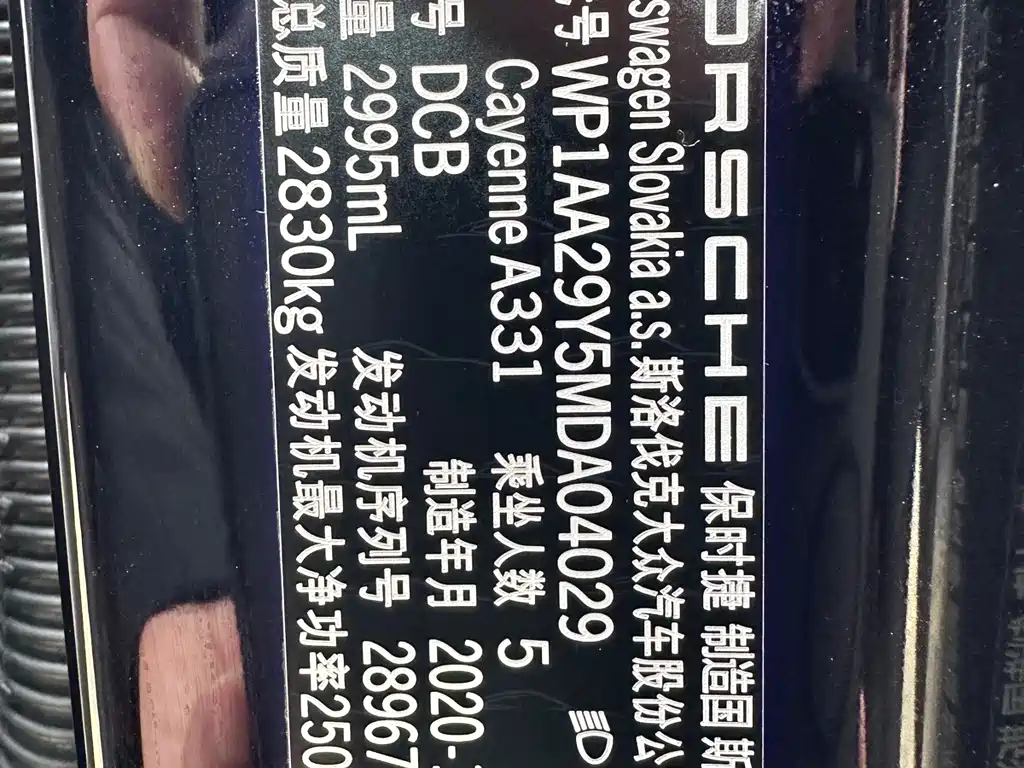 PORSCHE 保时捷 制造国 斯
swagen Slovakia a.s. 斯洛伐克大众汽车股份公
号 WP1AA29Y5MDA04029
Cayenne A331 乘坐人数 5
号 DCB 制造年月 2020-
量 2995mL 发动机序列号 28967
总质量 2830kg 发动机最大净功率250